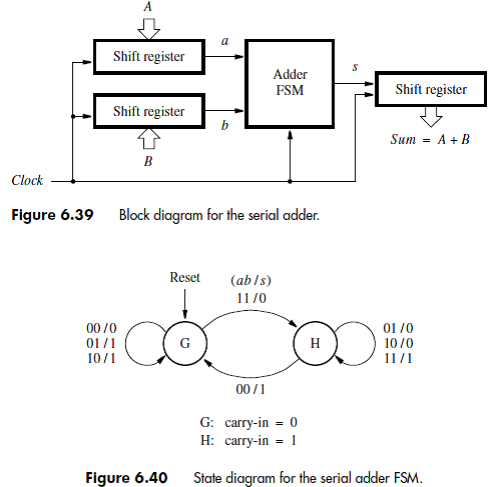 A
Shift register
a
Adder
FSM
s
Shift register
Shift register
b
Sum = A + B
B
Clock
Figure 6.39 Block diagram for the serial adder.
Reset
(ab/s)
11/0
00/0
01/1
10/1
G
H
01/0
10/0
11/1
00/1
G: carry-in = 0
H: carry-in = 1
Figure 6.40 State diagram for the serial adder FSM.